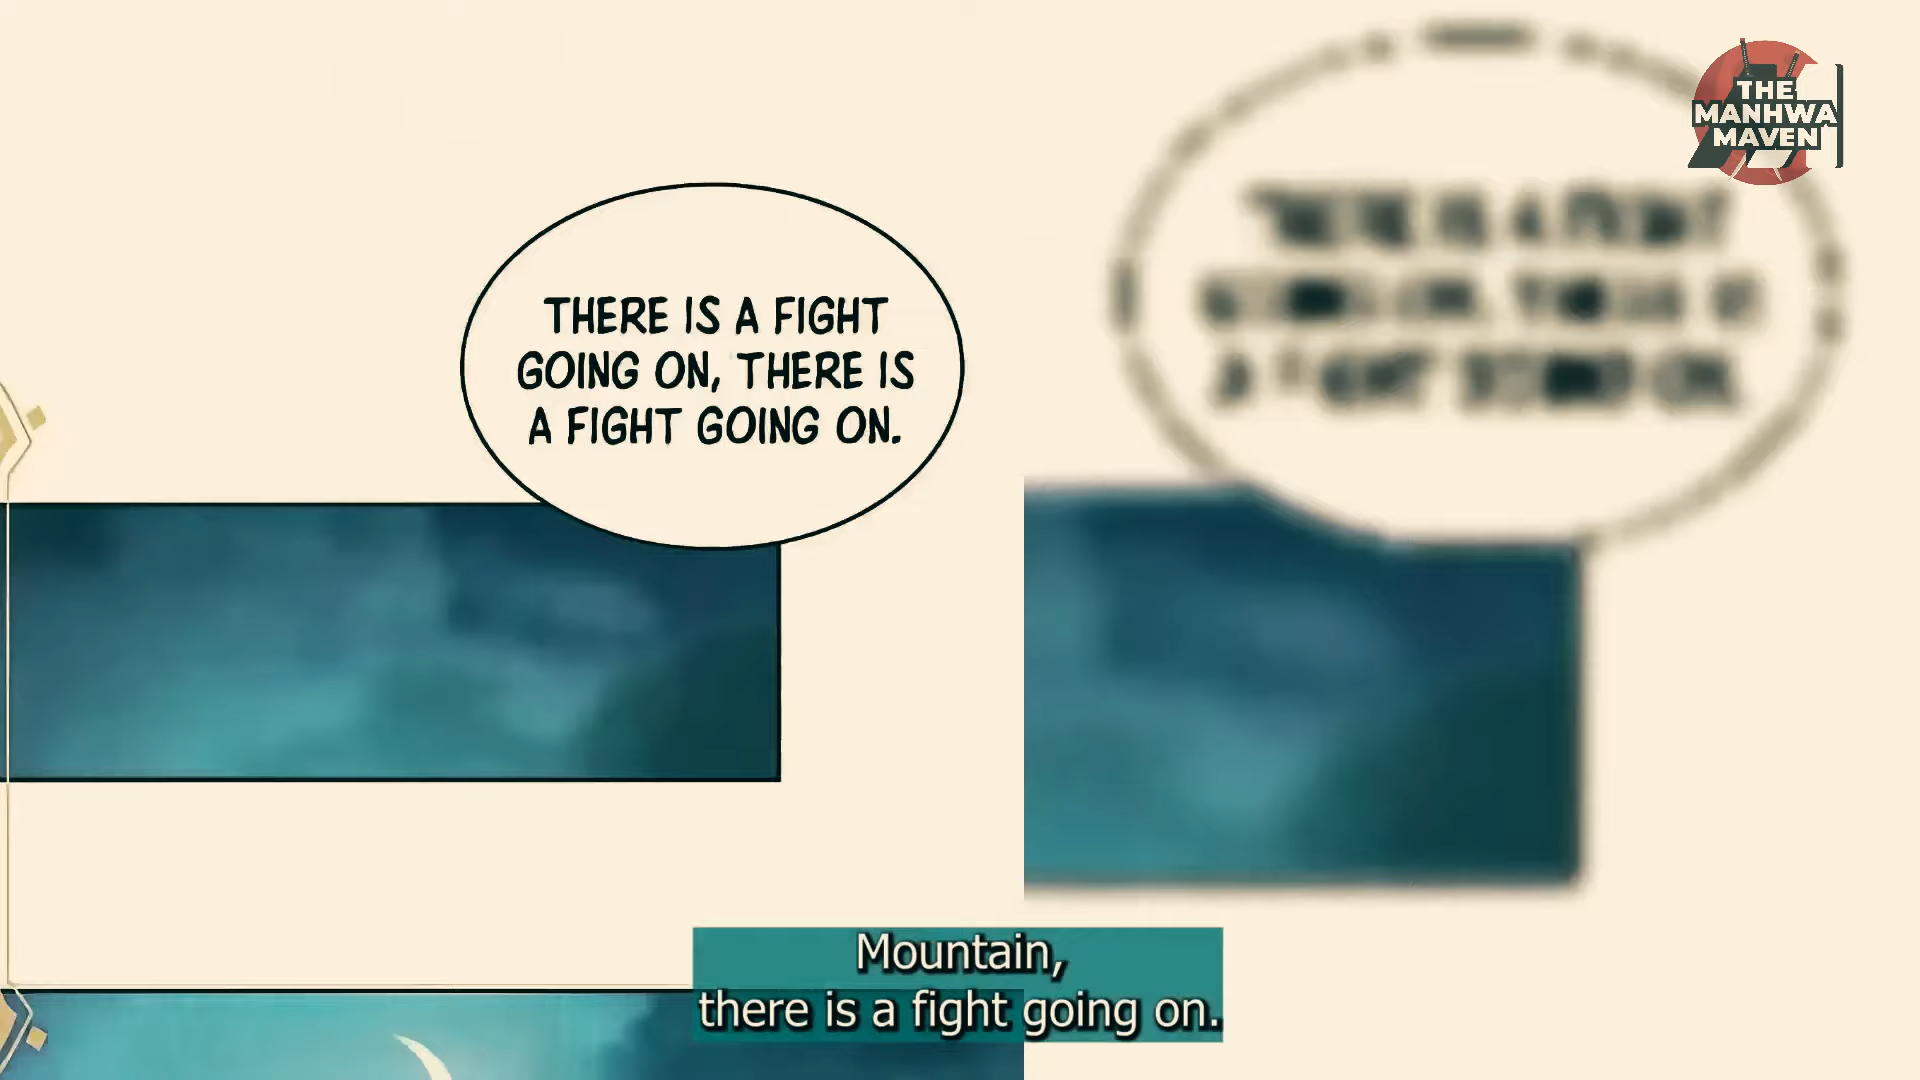 THE
MANHWA
MAVEN
THERE IS A FIGHT
GOING ON, THERE IS
A FIGHT GOING ON.
Mountain,
there is a fight going on.